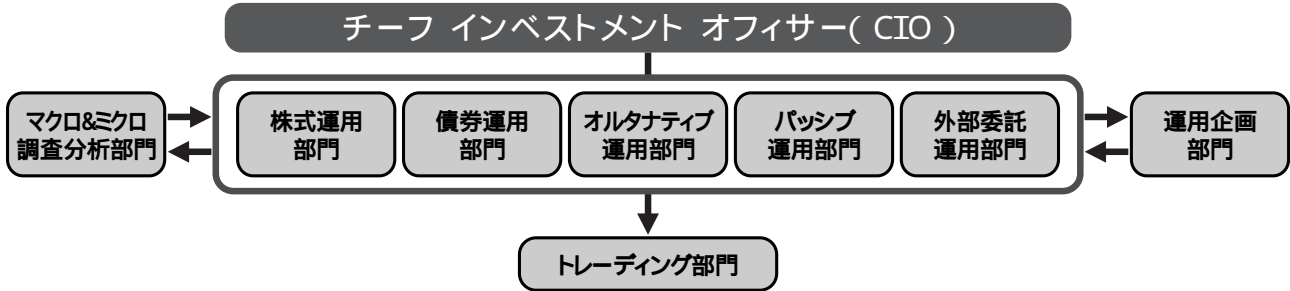 チーフ インベストメント オフィサー( CIO )
マクロ&ミクロ
調査分析部門
株式運用
部門
債券運用
部門
オルタナティブ
運用部門
パッシブ
運用部門
外部委託
運用部門
運用企画
部門
トレーディング部門